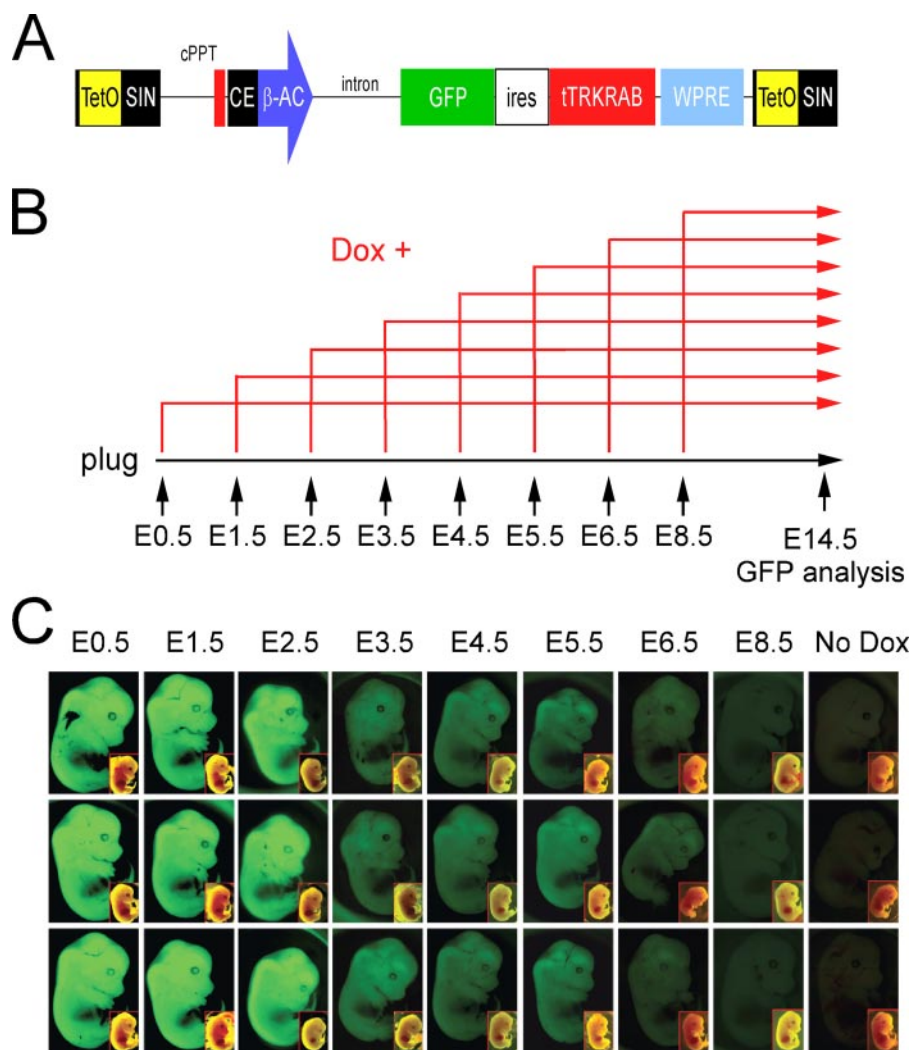 A
cPPT
TetO SIN CE β-AC intron GFP ires tTRKRAB WPRE TetO SIN
B
Dox +
plug
E0.5 E1.5 E2.5 E3.5 E4.5 E5.5 E6.5 E8.5 E14.5
GFP analysis
C
E0.5 E1.5 E2.5 E3.5 E4.5 E5.5 E6.5 E8.5 No Dox